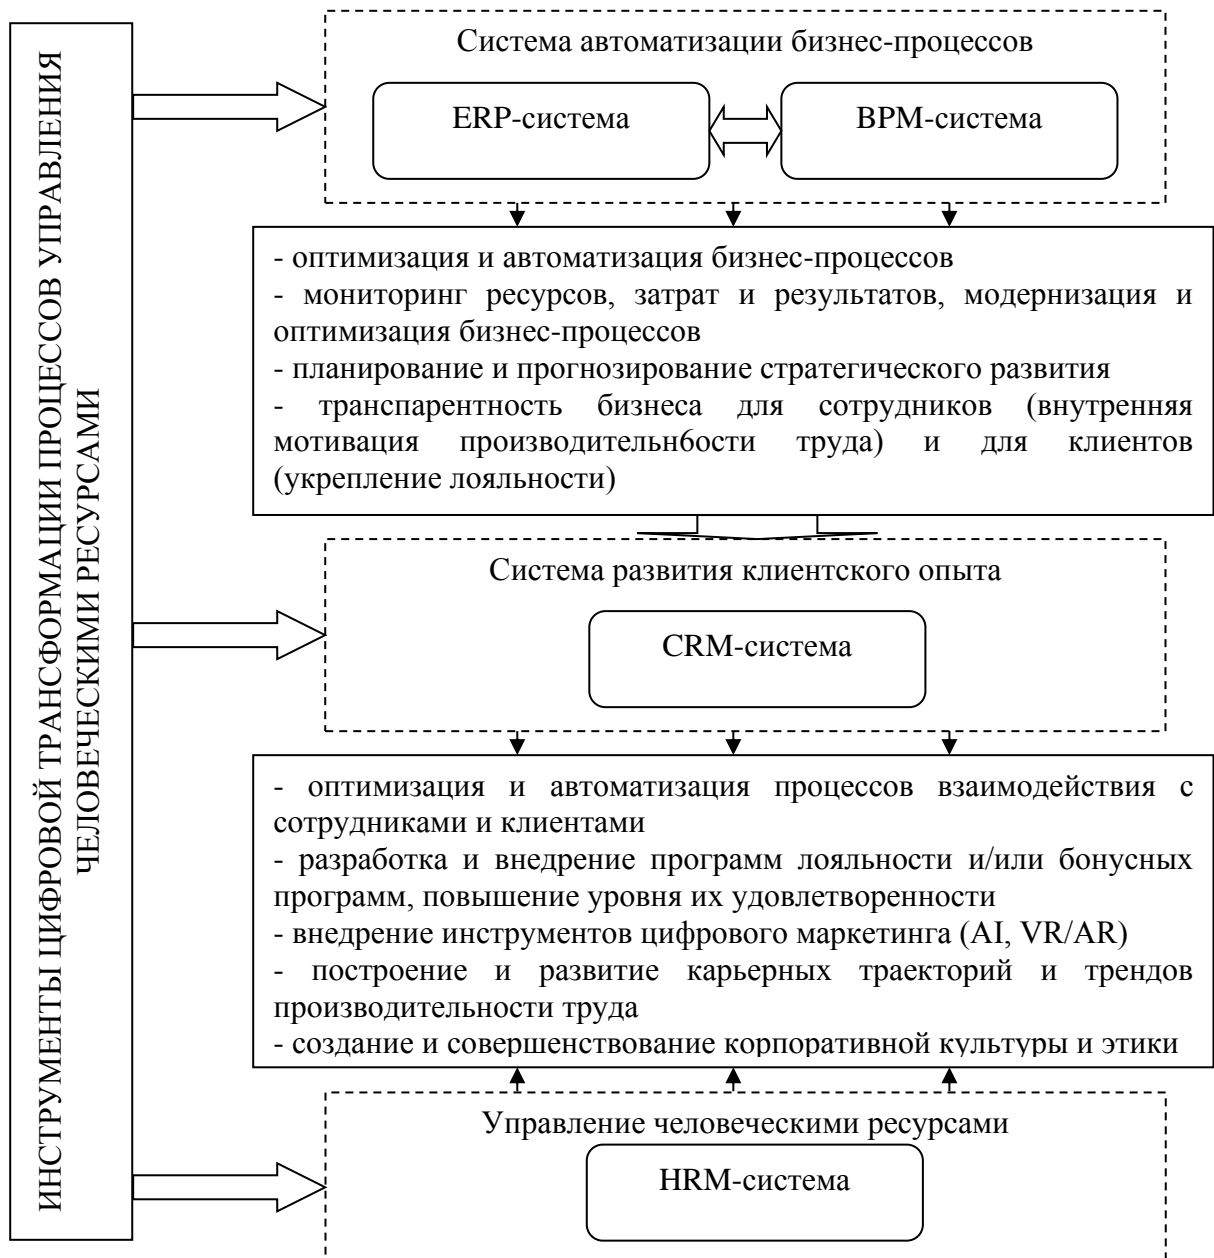 ИНСТРУМЕНТЫ ЦИФРОВОЙ ТРАНСФОРМАЦИИ ПРОЦЕССОВ УПРАВЛЕНИЯ
ЧЕЛОВЕЧЕСКИМИ РЕСУРСАМИ
Система автоматизации бизнес-процессов
ERP-система
BPM-система
- оптимизация и автоматизация бизнес-процессов
- мониторинг ресурсов, затрат и результатов, модернизация и
оптимизация бизнес-процессов
- планирование и прогнозирование стратегического развития
- транспарентность бизнеса для сотрудников (внутренняя
мотивация производительн6ости труда) и для клиентов
(укрепление лояльности)
Система развития клиентского опыта
CRM-система
- оптимизация и автоматизация процессов взаимодействия с
сотрудниками и клиентами
- разработка и внедрение программ лояльности и/или бонусных
программ, повышение уровня их удовлетворенности
- внедрение инструментов цифрового маркетинга (AI, VR/AR)
- построение и развитие карьерных траекторий и трендов
производительности труда
- создание и совершенствование корпоративной культуры и этики
Управление человеческими ресурсами
HRM-система